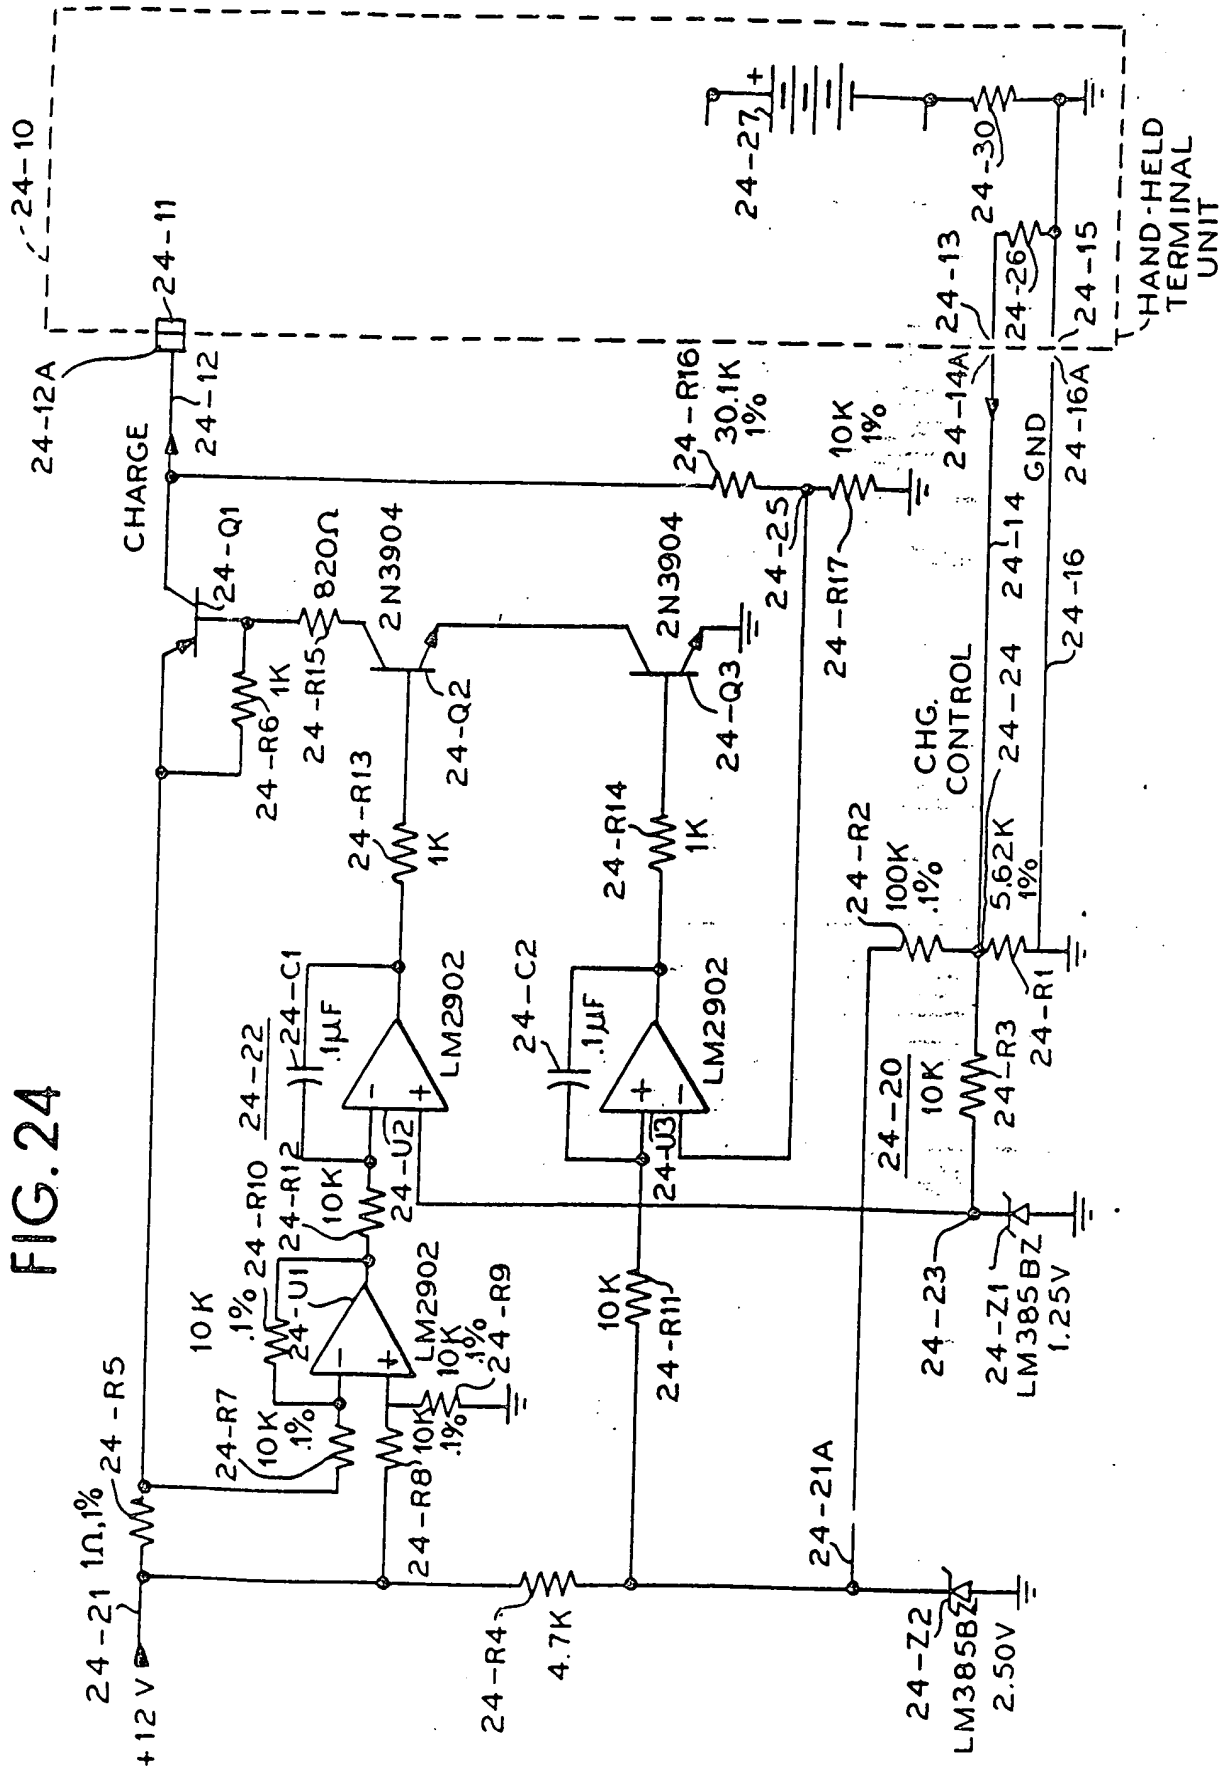 FIG. 24
24-10
24-11
24-12A
24-12
CHARGE
24-Q1
24-R6
1K
24-R15
820Ω
2N3904
24-Q2
24-R13
1K
24-R16
30.1K
1%
24-25
10K
1%
24-R17
2N3904
24-Q3
24-R14
1K
24-27
+
24-30
24-26
24-13
24-15
24-14A
24-16A
HAND-HELD
TERMINAL
UNIT
GND
24-14
24-16
CHG.
CONTROL
24-24
24-R2
100K
.1%
5.62K
1%
24-R1
24-20
10K
24-R3
24-23
24-Z1
LM385BZ
1.25V
24-22
24-C1
.1µF
LM2902
-
+
24-U2
24-R12
10K
24-C2
.1µF
LM2902
+
-
24-U3
10K
24-R11
24-R10
10K
.1%
24-U1
LM2902
-
+
10K
.1%
24-R9
24-R7
10K
.1%
10K
.1%
24-R8
24-R5
1Ω,1%
24-21
+12V
24-R4
4.7K
24-21A
24-Z2
LM385BZ
2.50V